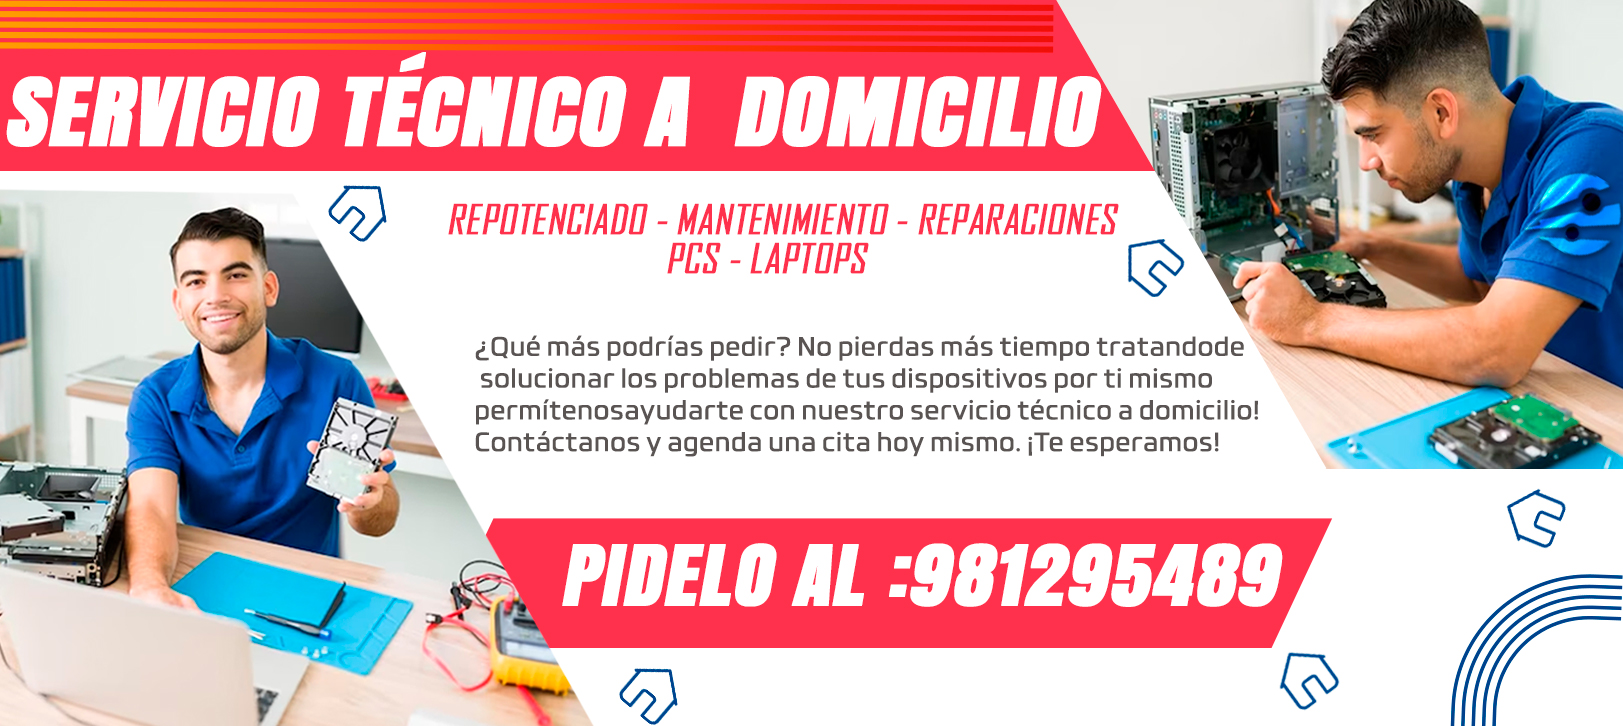 SERVICIO TÉCNICO A DOMICILIO
REPOTENCIADO - MANTENIMIENTO - REPARACIONES
PCS - LAPTOPS
¿Qué más podrías pedir? No pierdas más tiempo tratandode
solucionar los problemas de tus dispositivos por ti mismo
permítenosayudarte con nuestro servicio técnico a domicilio!
Contáctanos y agenda una cita hoy mismo. ¡Te esperamos!
PIDELO AL :981295489